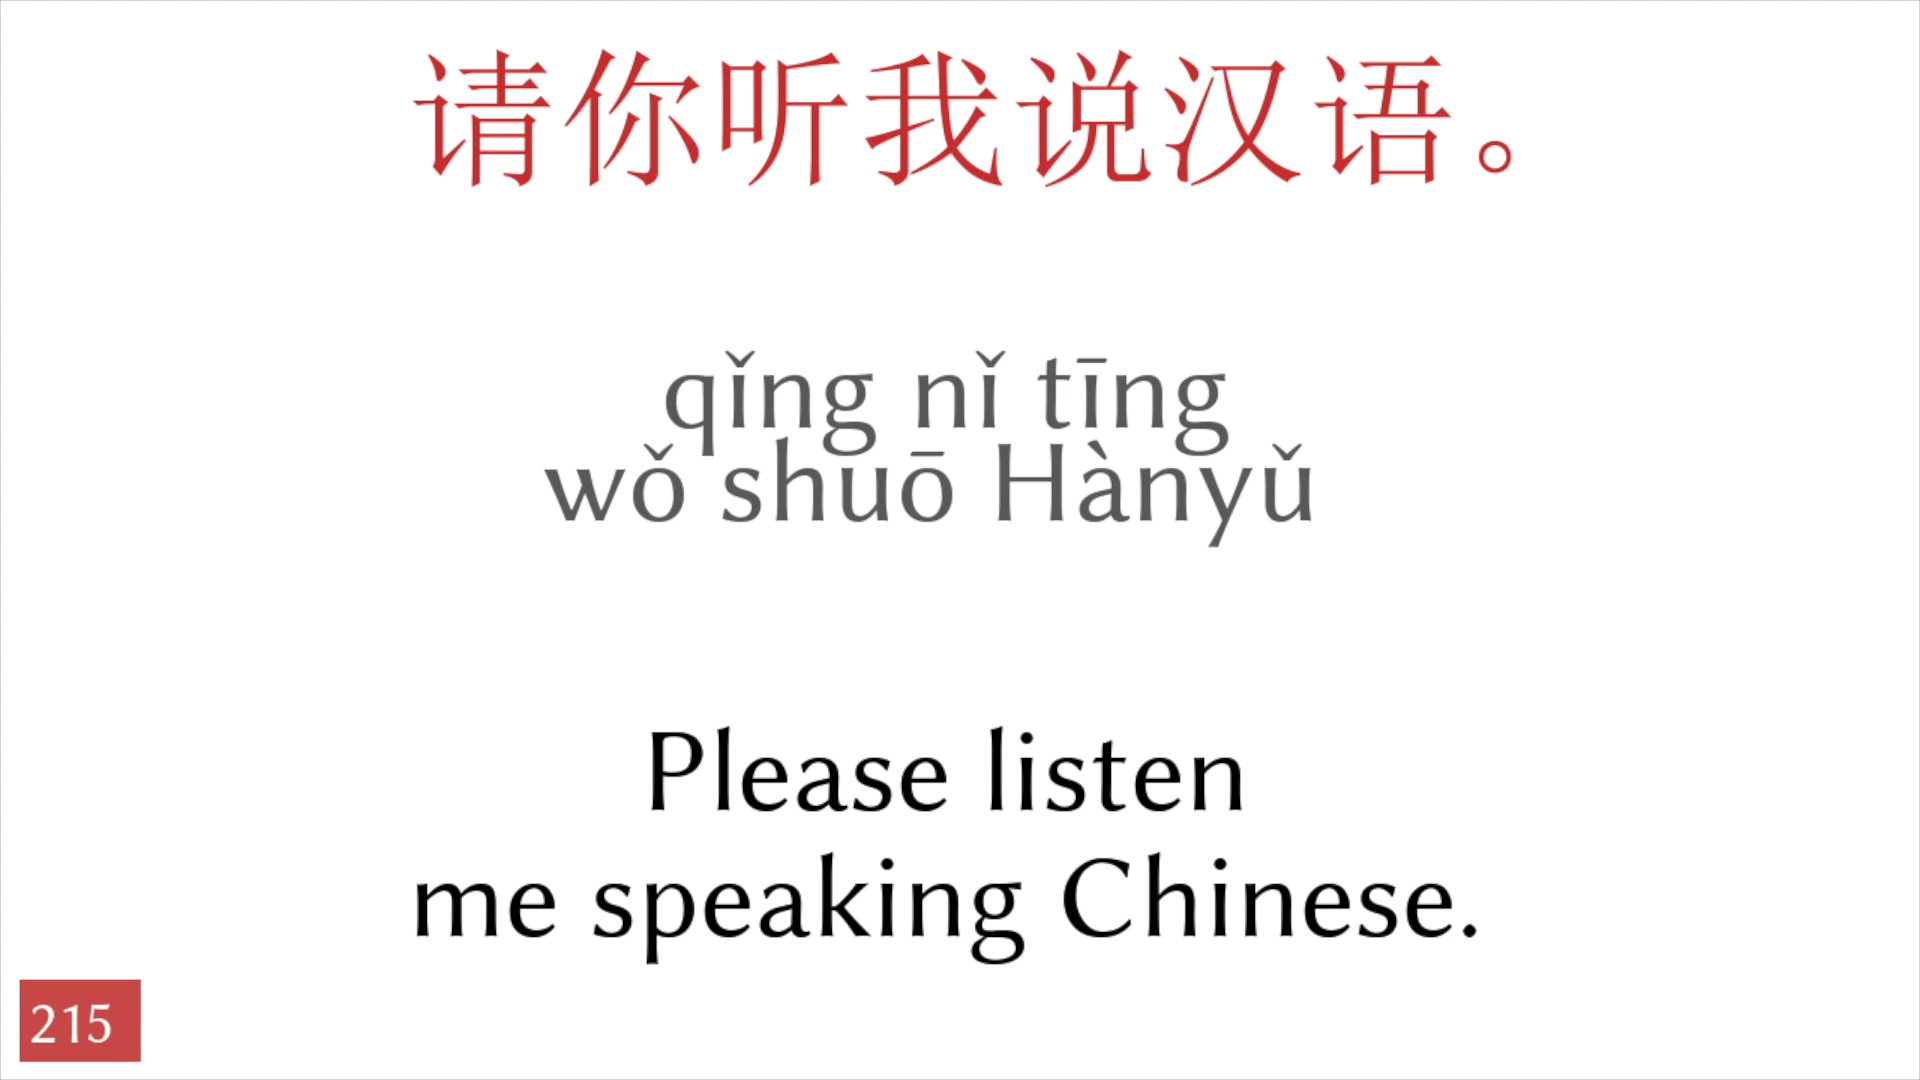 请你听我说汉语。
qǐng nǐ tīng
wǒ shuō Hànyǔ
Please listen
me speaking Chinese.
215